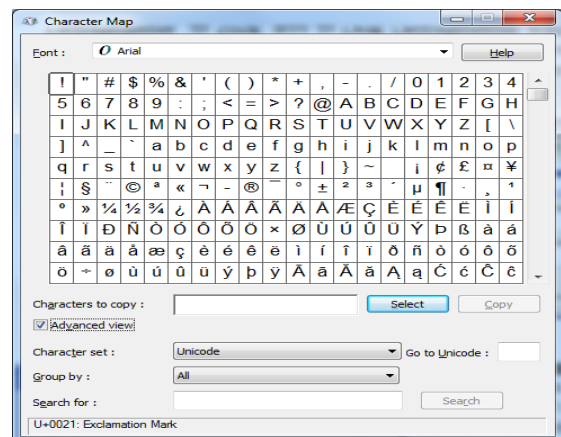 Character Map
Font : O Arial Help
! " # $ % & ' ( ) * + , - . / 0 1 2 3 4
5 6 7 8 9 : ; < = > ? @ A B C D E F G H
I J K L M N O P Q R S T U V W X Y Z [ \
] ^ _ ` a b c d e f g h i j k l m n o p
q r s t u v w x y z { | } ~ ¡ ¢ £ ¤ ¥
¦ § ¨ © ª « ¬ - ® ¯ ° ± ² ³ ´ µ ¶ · ¸ ¹
º » ¼ ½ ¾ ¿ À Á Â Ã Ä Å Æ Ç È É Ê Ë Ì Í
Î Ï Ð Ñ Ò Ó Ô Õ Ö × Ø Ù Ú Û Ü Ý Þ ß à á
â ã ä å æ ç è é ê ë ì í î ï ð ñ ò ó ô õ
ö ÷ ø ù ú û ü ý þ ÿ Ā ā Ă ă Ą ą Ć ć Ĉ ĉ
Characters to copy : Select Copy
Advanced view
Character set : Unicode Go to Unicode :
Group by : All
Search for : Search
U+0021: Exclamation Mark